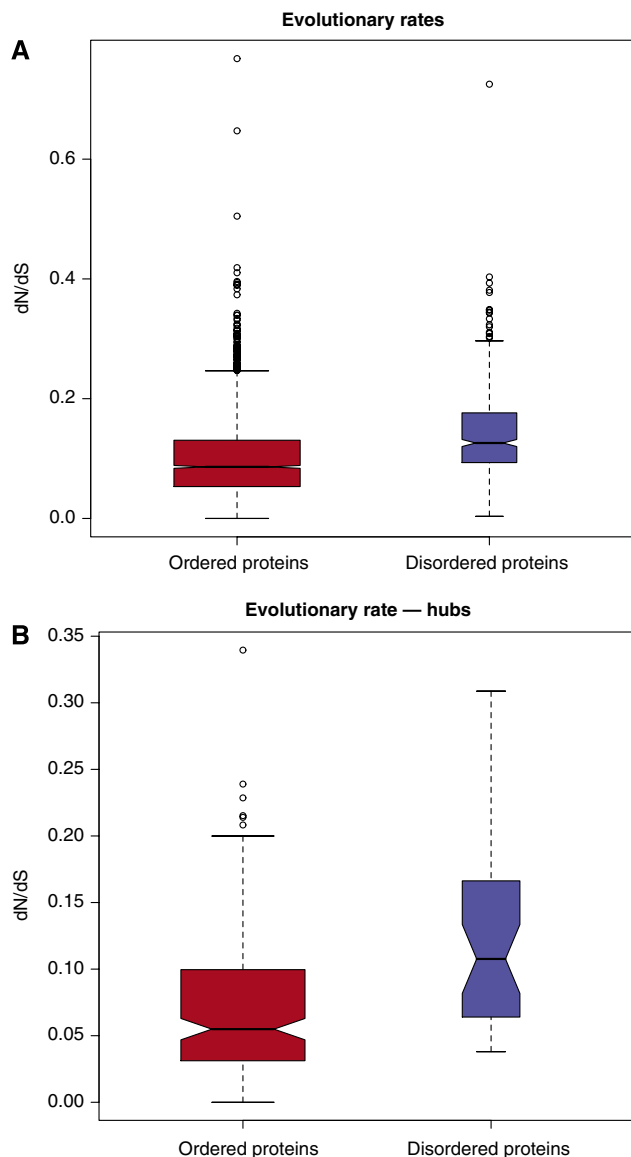 Evolutionary rates
A
0.6
0.4
0.2
0.0
dN/dS
Ordered proteins Disordered proteins
Evolutionary rate — hubs
B
0.35
0.30
0.25
0.20
0.15
0.10
0.05
0.00
dN/dS
Ordered proteins Disordered proteins